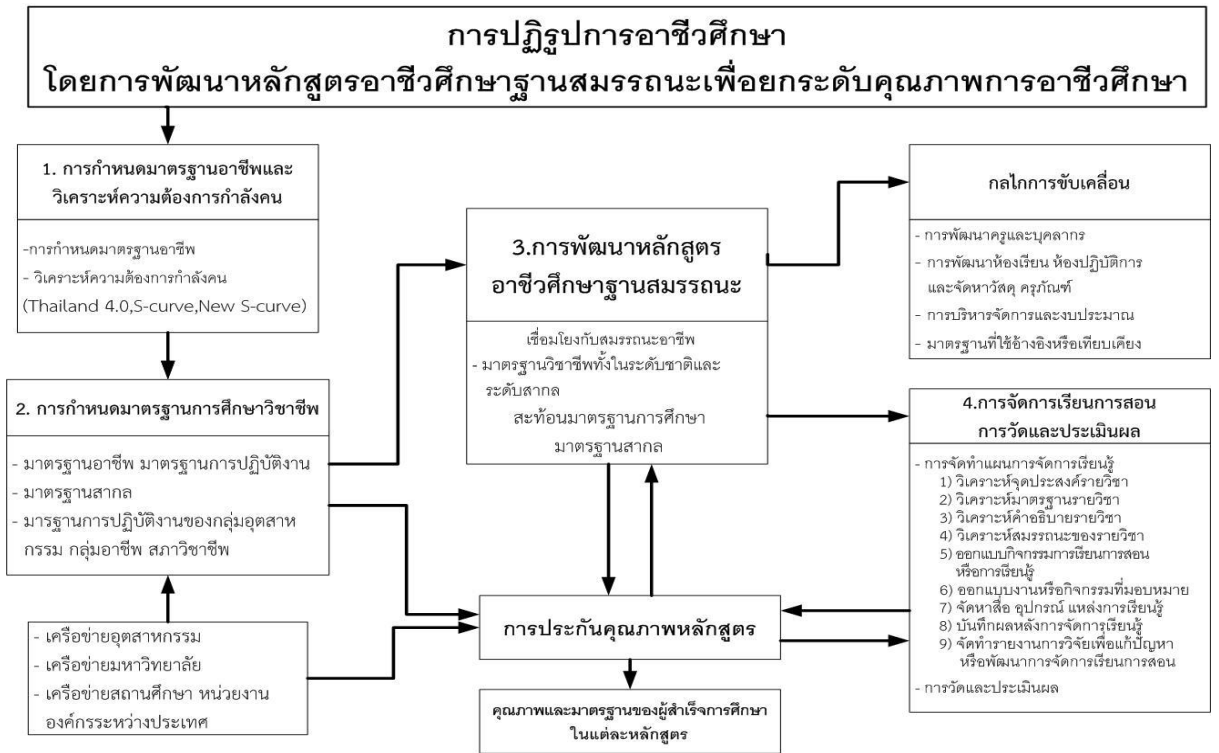 การปฏิรูปการอาชีวศึกษา
โดยการพัฒนาหลักสูตรอาชีวศึกษาฐานสมรรถนะเพื่อยกระดับคุณภาพการอาชีวศึกษา
1. การกำหนดมาตรฐานอาชีพและ
วิเคราะห์ความต้องการกำลังคน
-การกำหนดมาตรฐานอาชีพ
- วิเคราะห์ความต้องการกำลังคน
(Thailand 4.0,S-curve,New S-curve)
2. การกำหนดมาตรฐานการศึกษาวิชาชีพ
- มาตรฐานอาชีพ มาตรฐานการปฏิบัติงาน
- มาตรฐานสากล
- มารฐานการปฏิบัติงานของกลุ่มอุตสาห
กรรม กลุ่มอาชีพ สภาวิชาชีพ
- เครือข่ายอุตสาหกรรม
- เครือข่ายมหาวิทยาลัย
- เครือข่ายสถานศึกษา หน่วยงาน
องค์กรระหว่างประเทศ
3.การพัฒนาหลักสูตร
อาชีวศึกษาฐานสมรรถนะ
เชื่อมโยงกับสมรรถนะอาชีพ
- มาตรฐานวิชาชีพทั้งในระดับชาติและ
ระดับสากล
สะท้อนมาตรฐานการศึกษา
มาตรฐานสากล
การประกันคุณภาพหลักสูตร
คุณภาพและมาตรฐานของผู้สำเร็จการศึกษา
ในแต่ละหลักสูตร
กลไกการขับเคลื่อน
- การพัฒนาครูและบุคลากร
- การพัฒนาห้องเรียน ห้องปฏิบัติการ
และจัดหาวัสดุ ครุภัณฑ์
- การบริหารจัดการและงบประมาณ
- มาตรฐานที่ใช้อ้างอิงหรือเทียบเคียง
4.การจัดการเรียนการสอน
การวัดและประเมินผล
- การจัดทำแผนการจัดการเรียนรู้
1) วิเคราะห์จุดประสงค์รายวิชา
2) วิเคราะห์มาตรฐานรายวิชา
3) วิเคราะห์คำอธิบายรายวิชา
4) วิเคราะห์สมรรถนะของรายวิชา
5) ออกแบบกิจกรรมการเรียนการสอน
หรือการเรียนรู้
6) ออกแบบงานหรือกิจกรรมที่มอบหมาย
7) จัดหาสื่อ อุปกรณ์ แหล่งการเรียนรู้
8) บันทึกผลหลังการจัดการเรียนรู้
9) จัดทำรายงานการวิจัยเพื่อแก้ปัญหา
หรือพัฒนาการจัดการเรียนการสอน
- การวัดและประเมินผล